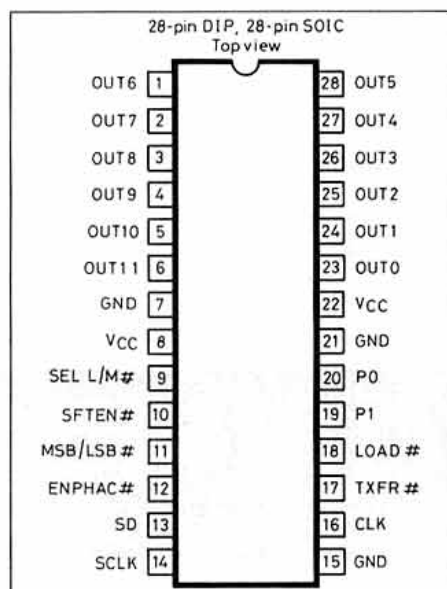 28-pin DIP, 28-pin SOIC
Top view
OUT6 1 28 OUT5
OUT7 2 27 OUT4
OUT8 3 26 OUT3
OUT9 4 25 OUT2
OUT10 5 24 OUT1
OUT11 6 23 OUT0
GND 7 22 VCC
VCC 8 21 GND
SEL L/M# 9 20 P0
SFTEN# 10 19 P1
MSB/LSB# 11 18 LOAD#
ENPHAC# 12 17 TXFR#
SD 13 16 CLK
SCLK 14 15 GND